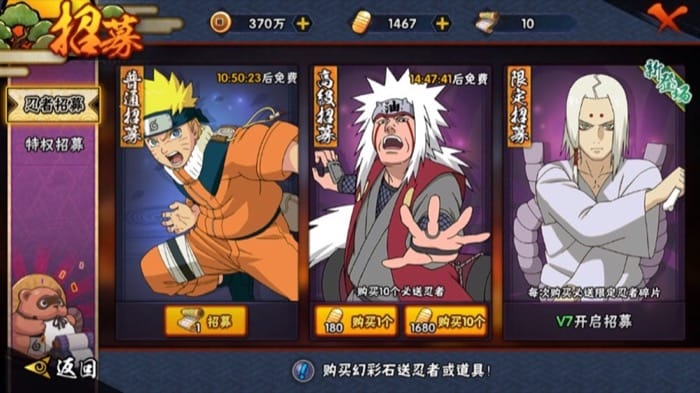 招募
370万
1467
10
忍者招募
特权招募
普通招募
10:50:23后免费
高级招募
14:47:41后免费
限定招募
新登场
油
购买10个必送忍者
每次购买必送限定忍者碎片
1 招募
180 购买1个
1680 购买10个
V7开启招募
返回
购买幻彩石送忍者或道具!